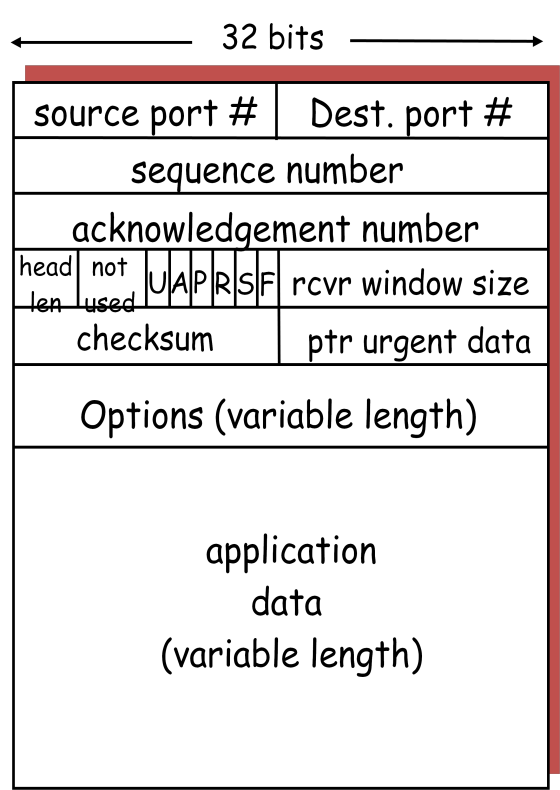 32 bits
source port # Dest. port #
sequence number
acknowledgement number
head not U A P R S F rcvr window size
len used
checksum ptr urgent data
Options (variable length)
application
data
(variable length)